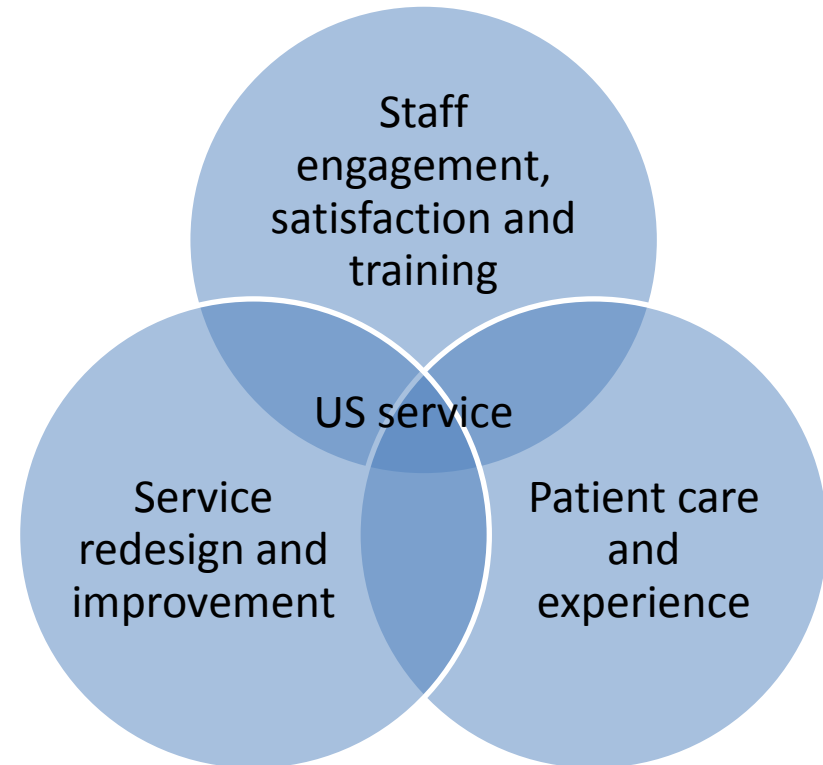 Staff
engagement,
satisfaction and
training
US service
Service
redesign and
improvement
Patient care
and
experience